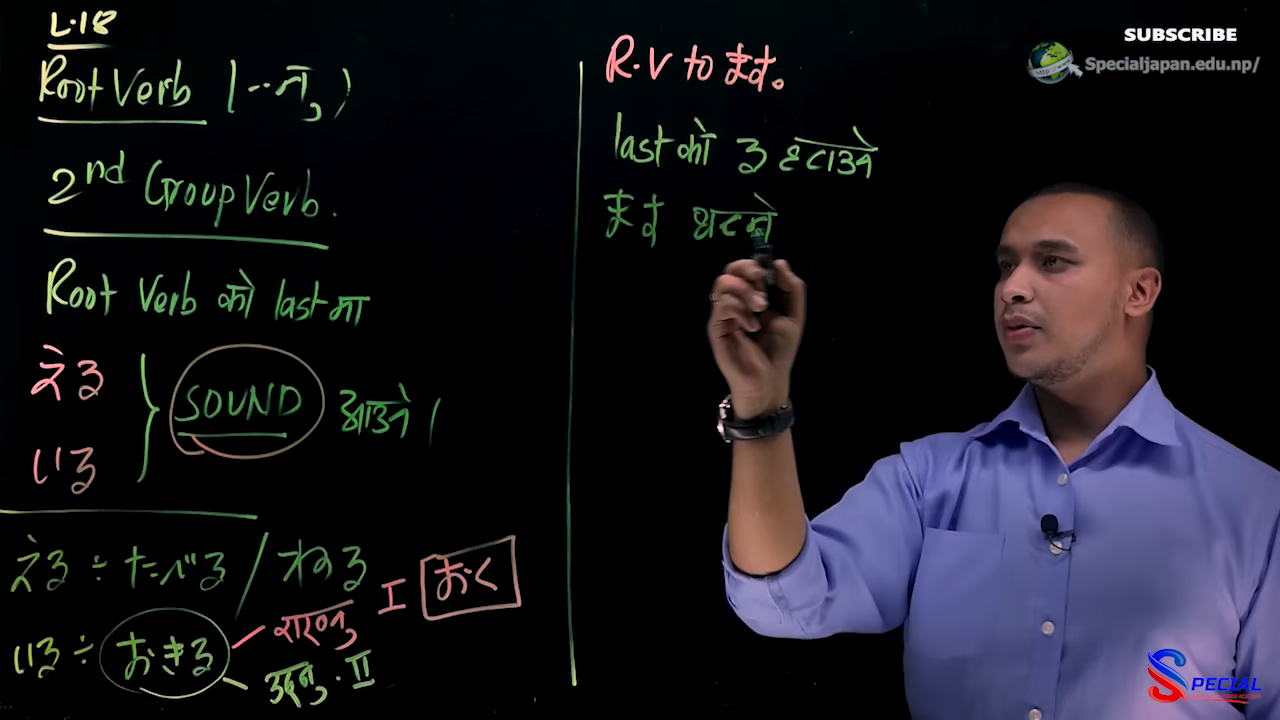 L.18
Root Verb (--नु)
2nd Group Verb.
Root Verb को last मा
える
いる
SOUND आउने।
える ÷ たべる / ねる
いる ÷ おきる
राख्नु I おく
उठ्नु. II
R.V to ます。
last को る हटाउने
ます थप्ने
SUBSCRIBE
Specialjapan.edu.np/
SPECIAL